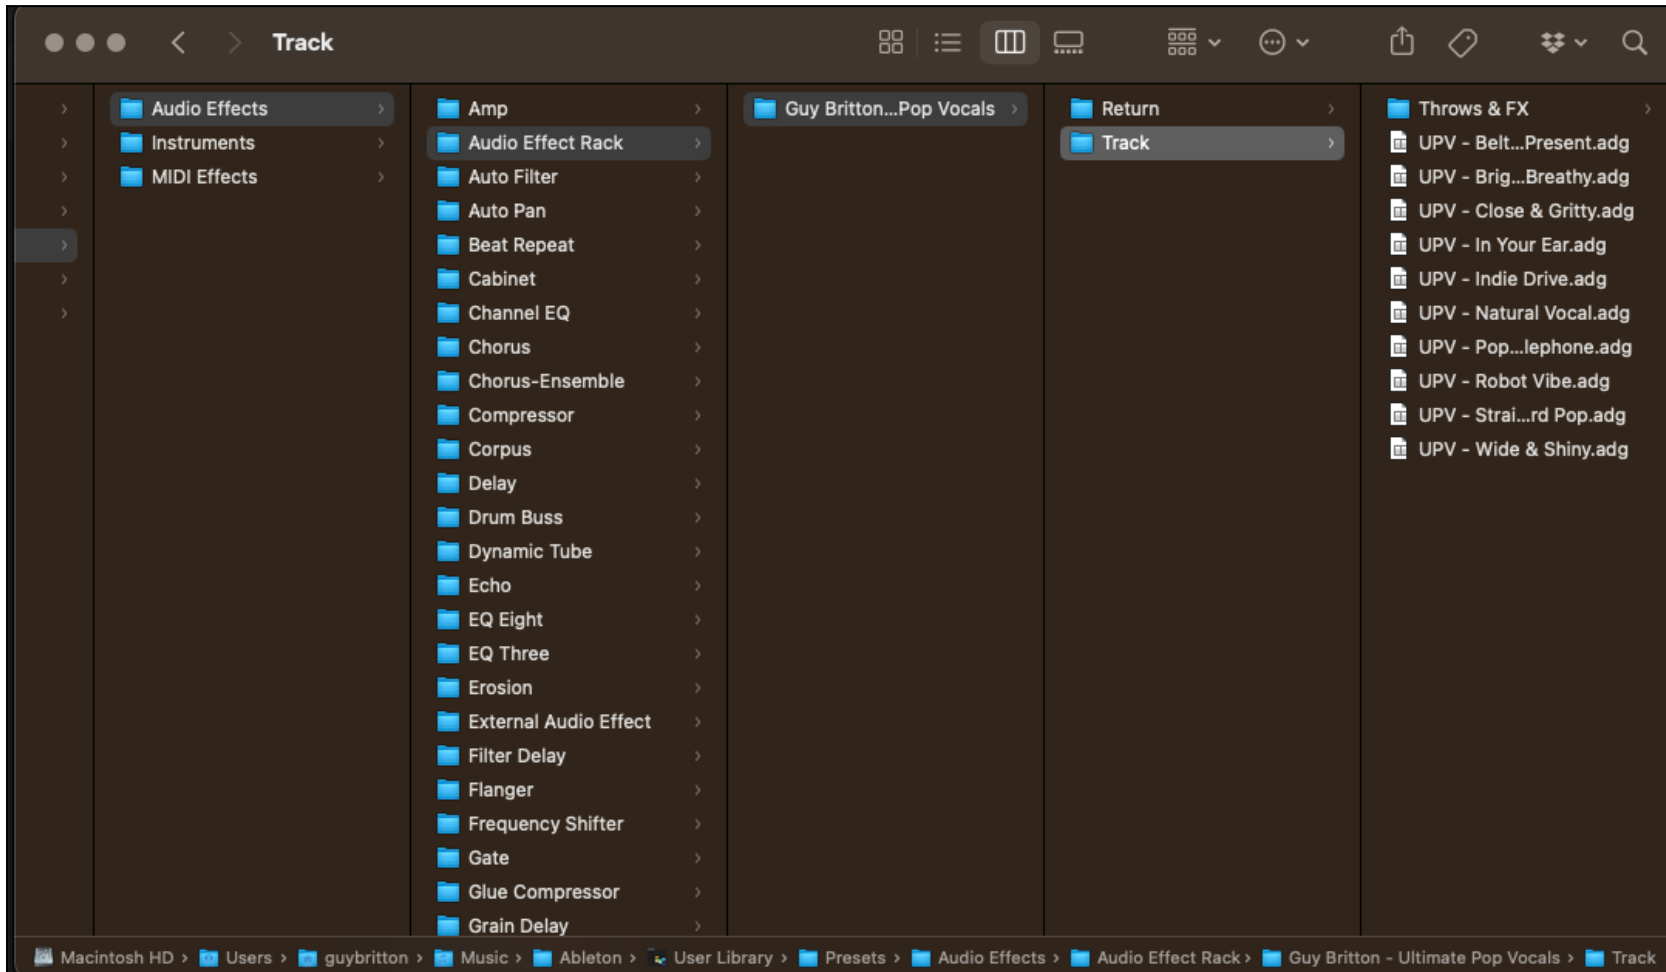 Track
Audio Effects
Instruments
MIDI Effects
Amp
Audio Effect Rack
Auto Filter
Auto Pan
Beat Repeat
Cabinet
Channel EQ
Chorus
Chorus-Ensemble
Compressor
Corpus
Delay
Drum Buss
Dynamic Tube
Echo
EQ Eight
EQ Three
Erosion
External Audio Effect
Filter Delay
Flanger
Frequency Shifter
Gate
Glue Compressor
Grain Delay
Guy Britton...Pop Vocals
Return
Track
Throws & FX
UPV - Belt...Present.adg
UPV - Brig...Breathy.adg
UPV - Close & Gritty.adg
UPV - In Your Ear.adg
UPV - Indie Drive.adg
UPV - Natural Vocal.adg
UPV - Pop...lephone.adg
UPV - Robot Vibe.adg
UPV - Strai...rd Pop.adg
UPV - Wide & Shiny.adg
Macintosh HD › Users › guybritton › Music › Ableton › User Library › Presets › Audio Effects › Audio Effect Rack › Guy Britton - Ultimate Pop Vocals › Track